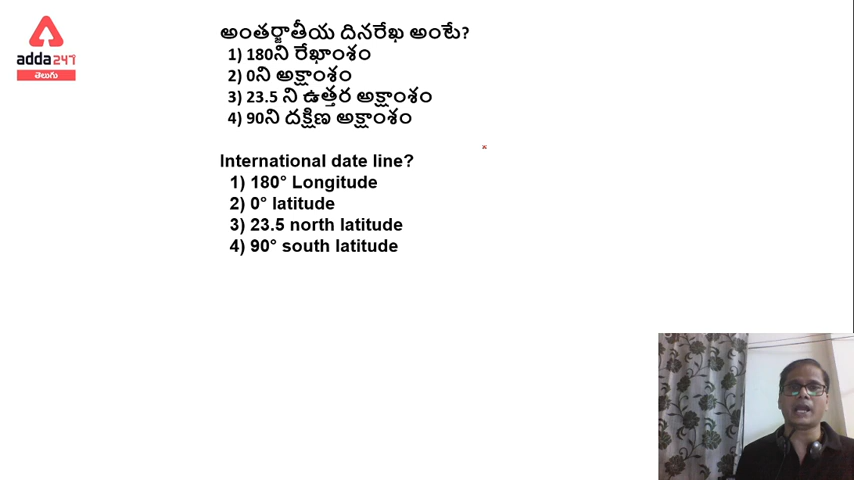 adda247
తెలుగు
అంతర్జాతీయ దినరేఖ అంటే?
1) 180ని రేఖాంశం
2) 0ని అక్షాంశం
3) 23.5 ని ఉత్తర అక్షాంశం
4) 90ని దక్షిణ అక్షాంశం
International date line?
1) 180° Longitude
2) 0° latitude
3) 23.5 north latitude
4) 90° south latitude